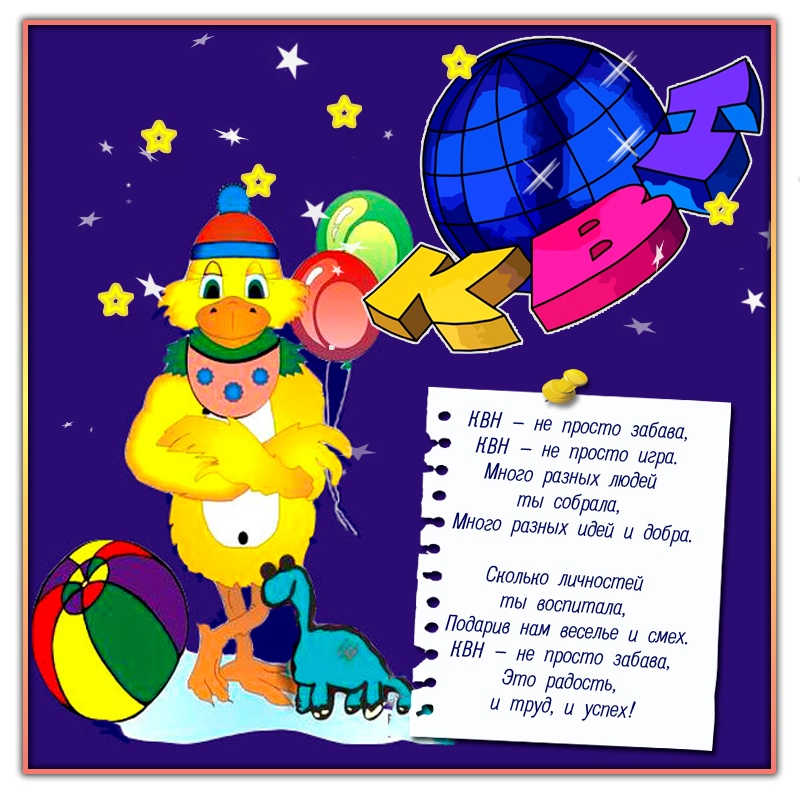 КВН
КВН – не просто забава,
КВН – не просто игра.
Много разных людей
ты собрала,
Много разных идей и добра.
Сколько личностей
ты воспитала,
Подарив нам веселье и смех.
КВН – не просто забава,
Это радость,
и труд, и успех!